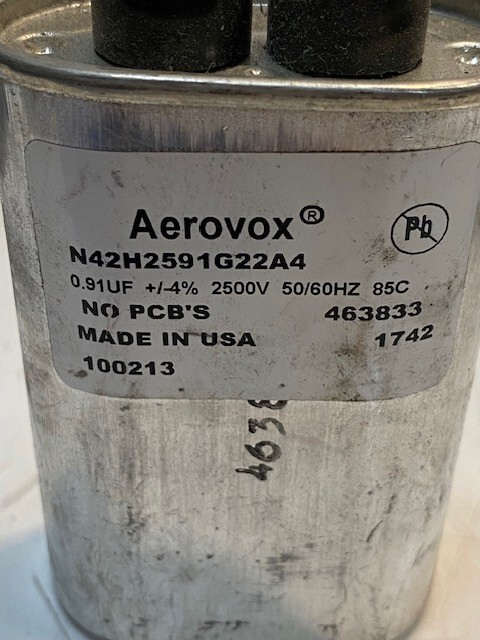 Aerovox®
Pb
N42H2591G22A4
0.91UF +/-4% 2500V 50/60HZ 85C
NO PCB'S 463833
MADE IN USA 1742
100213
4638